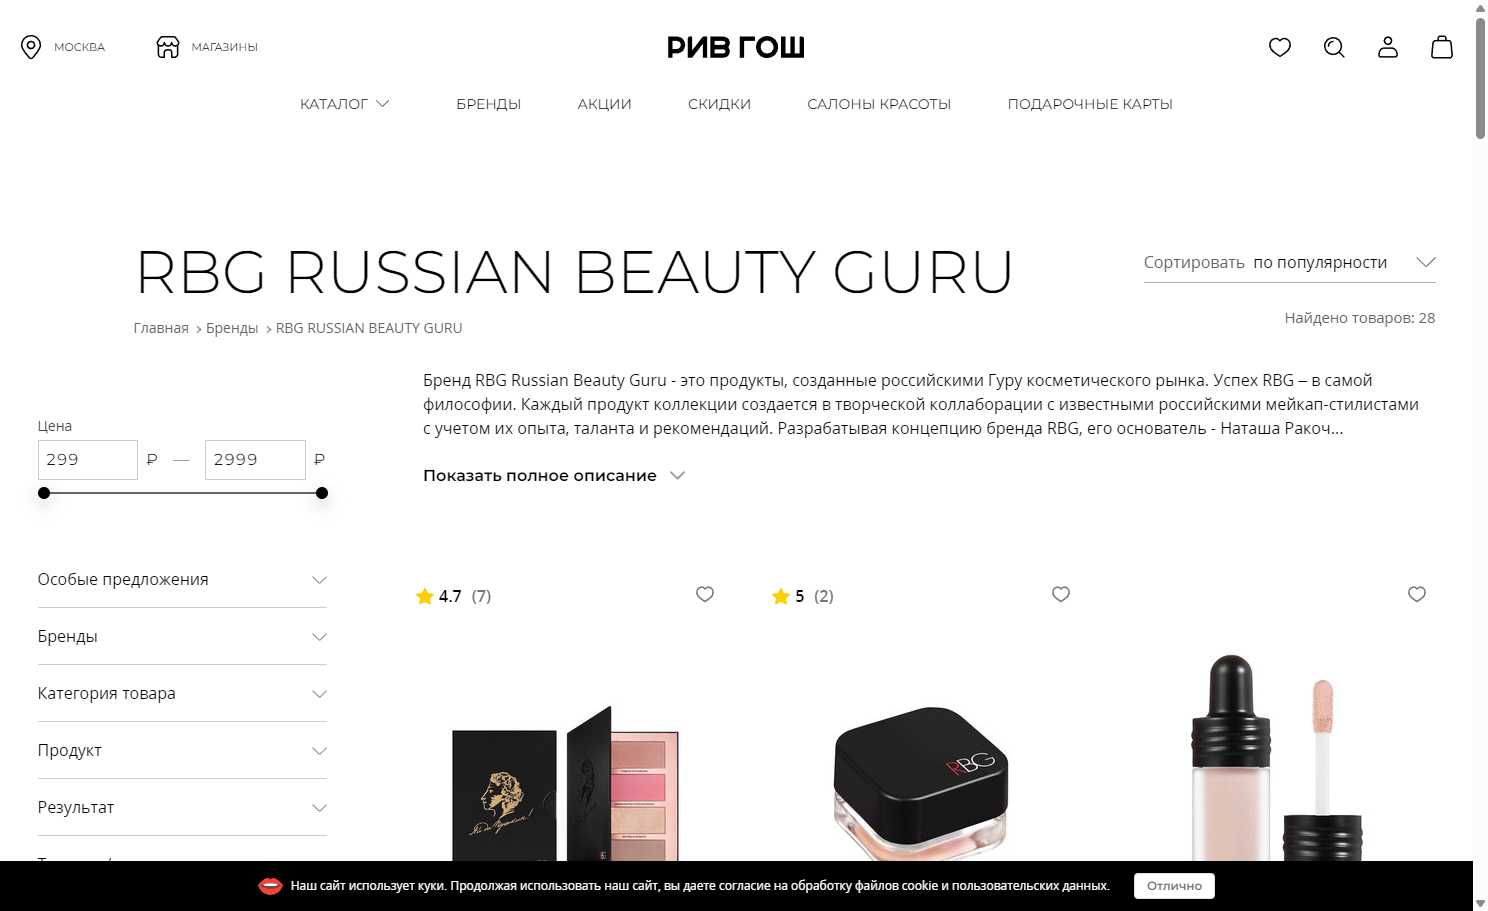 МОСКВА
МАГАЗИНЫ
РИВ ГОШ
КАТАЛОГ
БРЕНДЫ
АКЦИИ
СКИДКИ
САЛОНЫ КРАСОТЫ
ПОДАРОЧНЫЕ КАРТЫ
RBG RUSSIAN BEAUTY GURU
Сортировать по популярности
Найдено товаров: 28
Главная > Бренды > RBG RUSSIAN BEAUTY GURU
Бренд RBG Russian Beauty Guru - это продукты, созданные российскими Гуру косметического рынка. Успех RBG – в самой
философии. Каждый продукт коллекции создается в творческой коллаборации с известными российскими мейкап-стилистами
с учетом их опыта, таланта и рекомендаций. Разрабатывая концепцию бренда RBG, его основатель - Наташа Ракоч...
Показать полное описание
Цена
299 ₽ — 2999 ₽
Особые предложения
Бренды
Категория товара
Продукт
Результат
4.7 (7)
5 (2)
RBG
Наш сайт использует куки. Продолжая использовать наш сайт, вы даете согласие на обработку файлов cookie и пользовательских данных.
Отлично